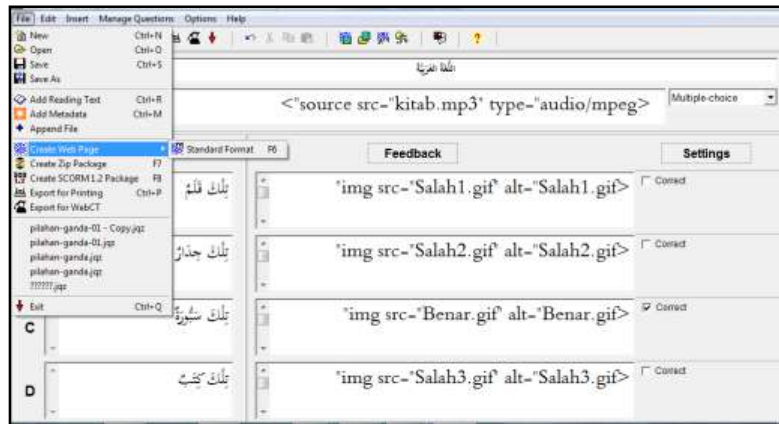 File Edit Insert Manage Questions Options Help
New Ctrl+N
Open Ctrl+O
Save Ctrl+S
Save As
اللُّغَةُ العَرَبِيَّةُ
Add Reading Text Ctrl+R
Add Metadata Ctrl+M
Append File
<"source src="kitab.mp3" type="audio/mpeg>
Multiple-choice
Create Web Page
Standard Format F6
Create Zip Package F7
Create SCORM 1.2 Package F8
Export for Printing Ctrl+P
Export for WebCT
Feedback
Settings
pilahan-ganda-01 - Copy.jqz
pilahan-ganda-01.jqz
pilahan-ganda.jqz
pilahan-ganda.jqz
??????.jqz
Exit Ctrl+Q
تِلْكَ قَلَمٌ
"img src="Salah1.gif" alt="Salah1.gif>
Correct
تِلْكَ جِدَارٌ
"img src="Salah2.gif" alt="Salah2.gif>
Correct
C
تِلْكَ سَبُّورَةٌ
"img src="Benar.gif" alt="Benar.gif>
Correct
D
تِلْكَ كِتَبٌ
"img src="Salah3.gif" alt="Salah3.gif>
Correct